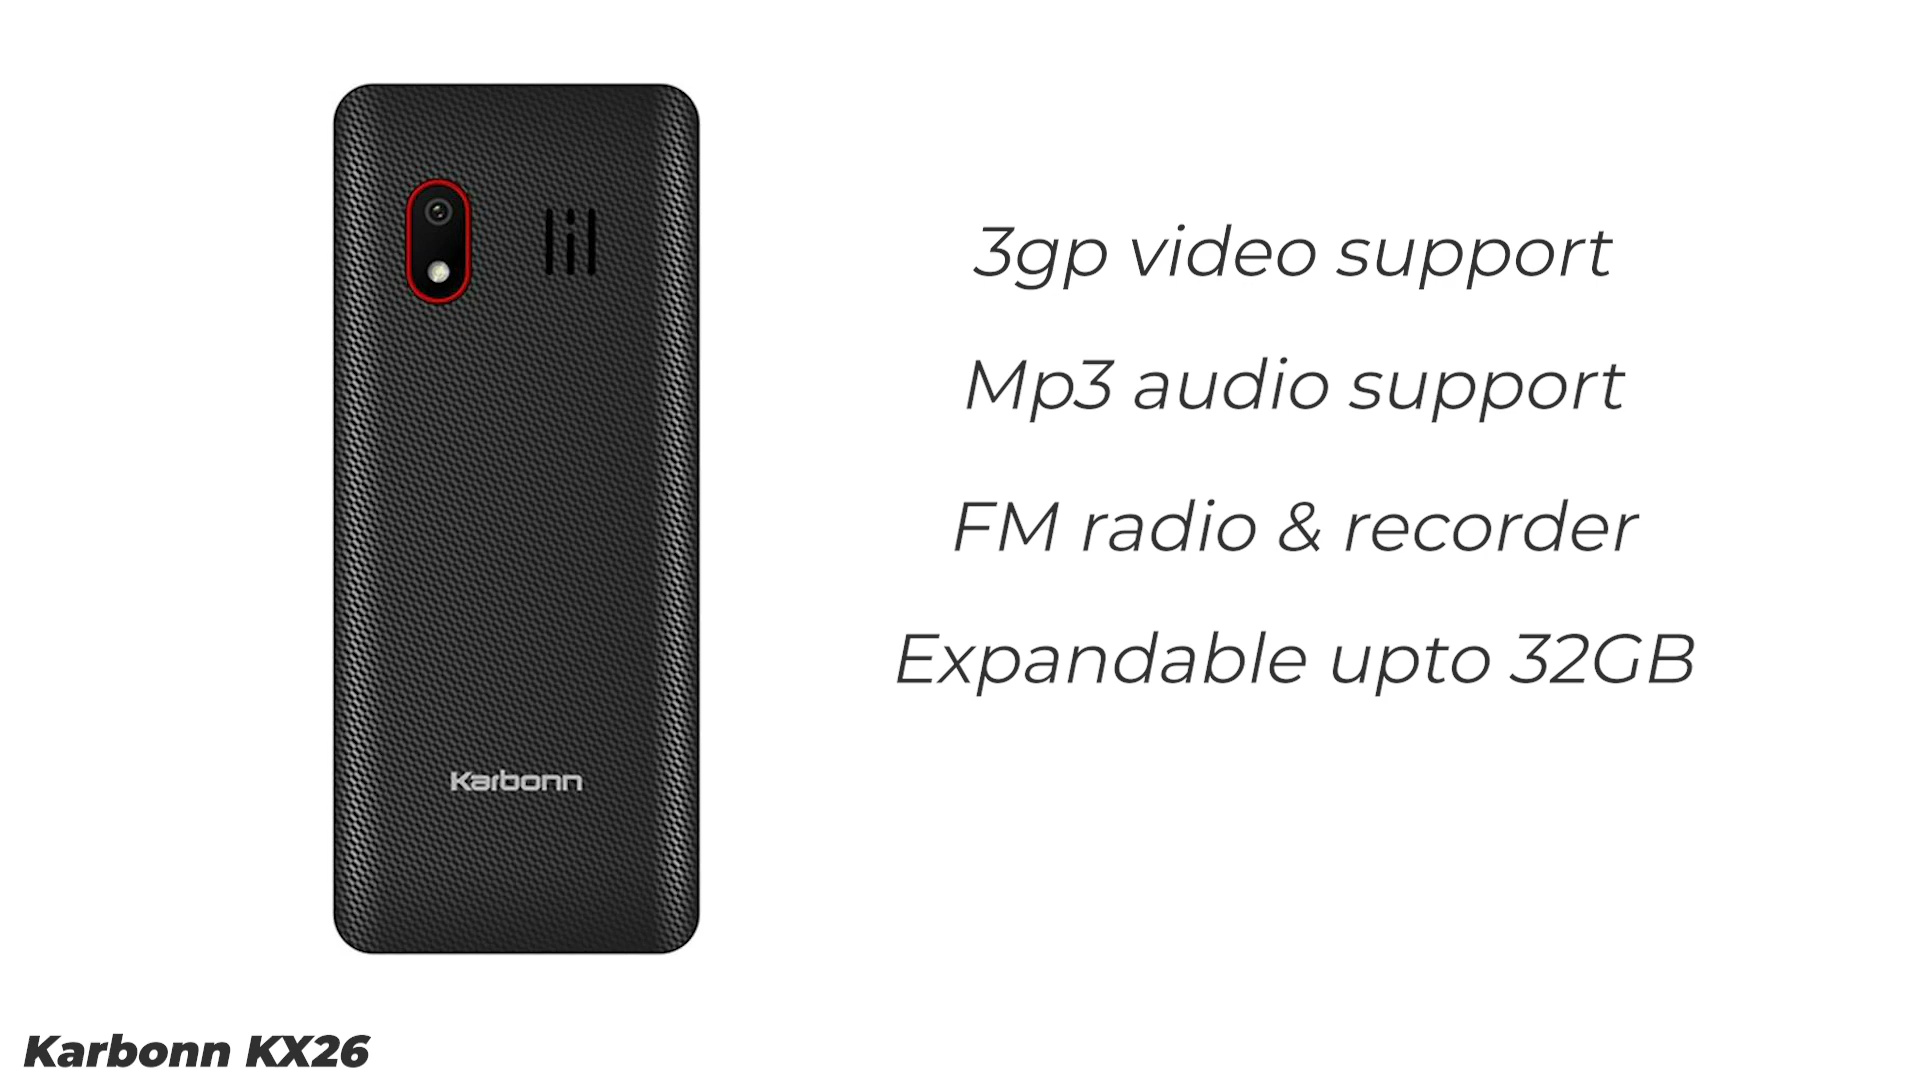 3gp video support
Mp3 audio support
FM radio & recorder
Expandable upto 32GB
Karbonn
Karbonn KX26